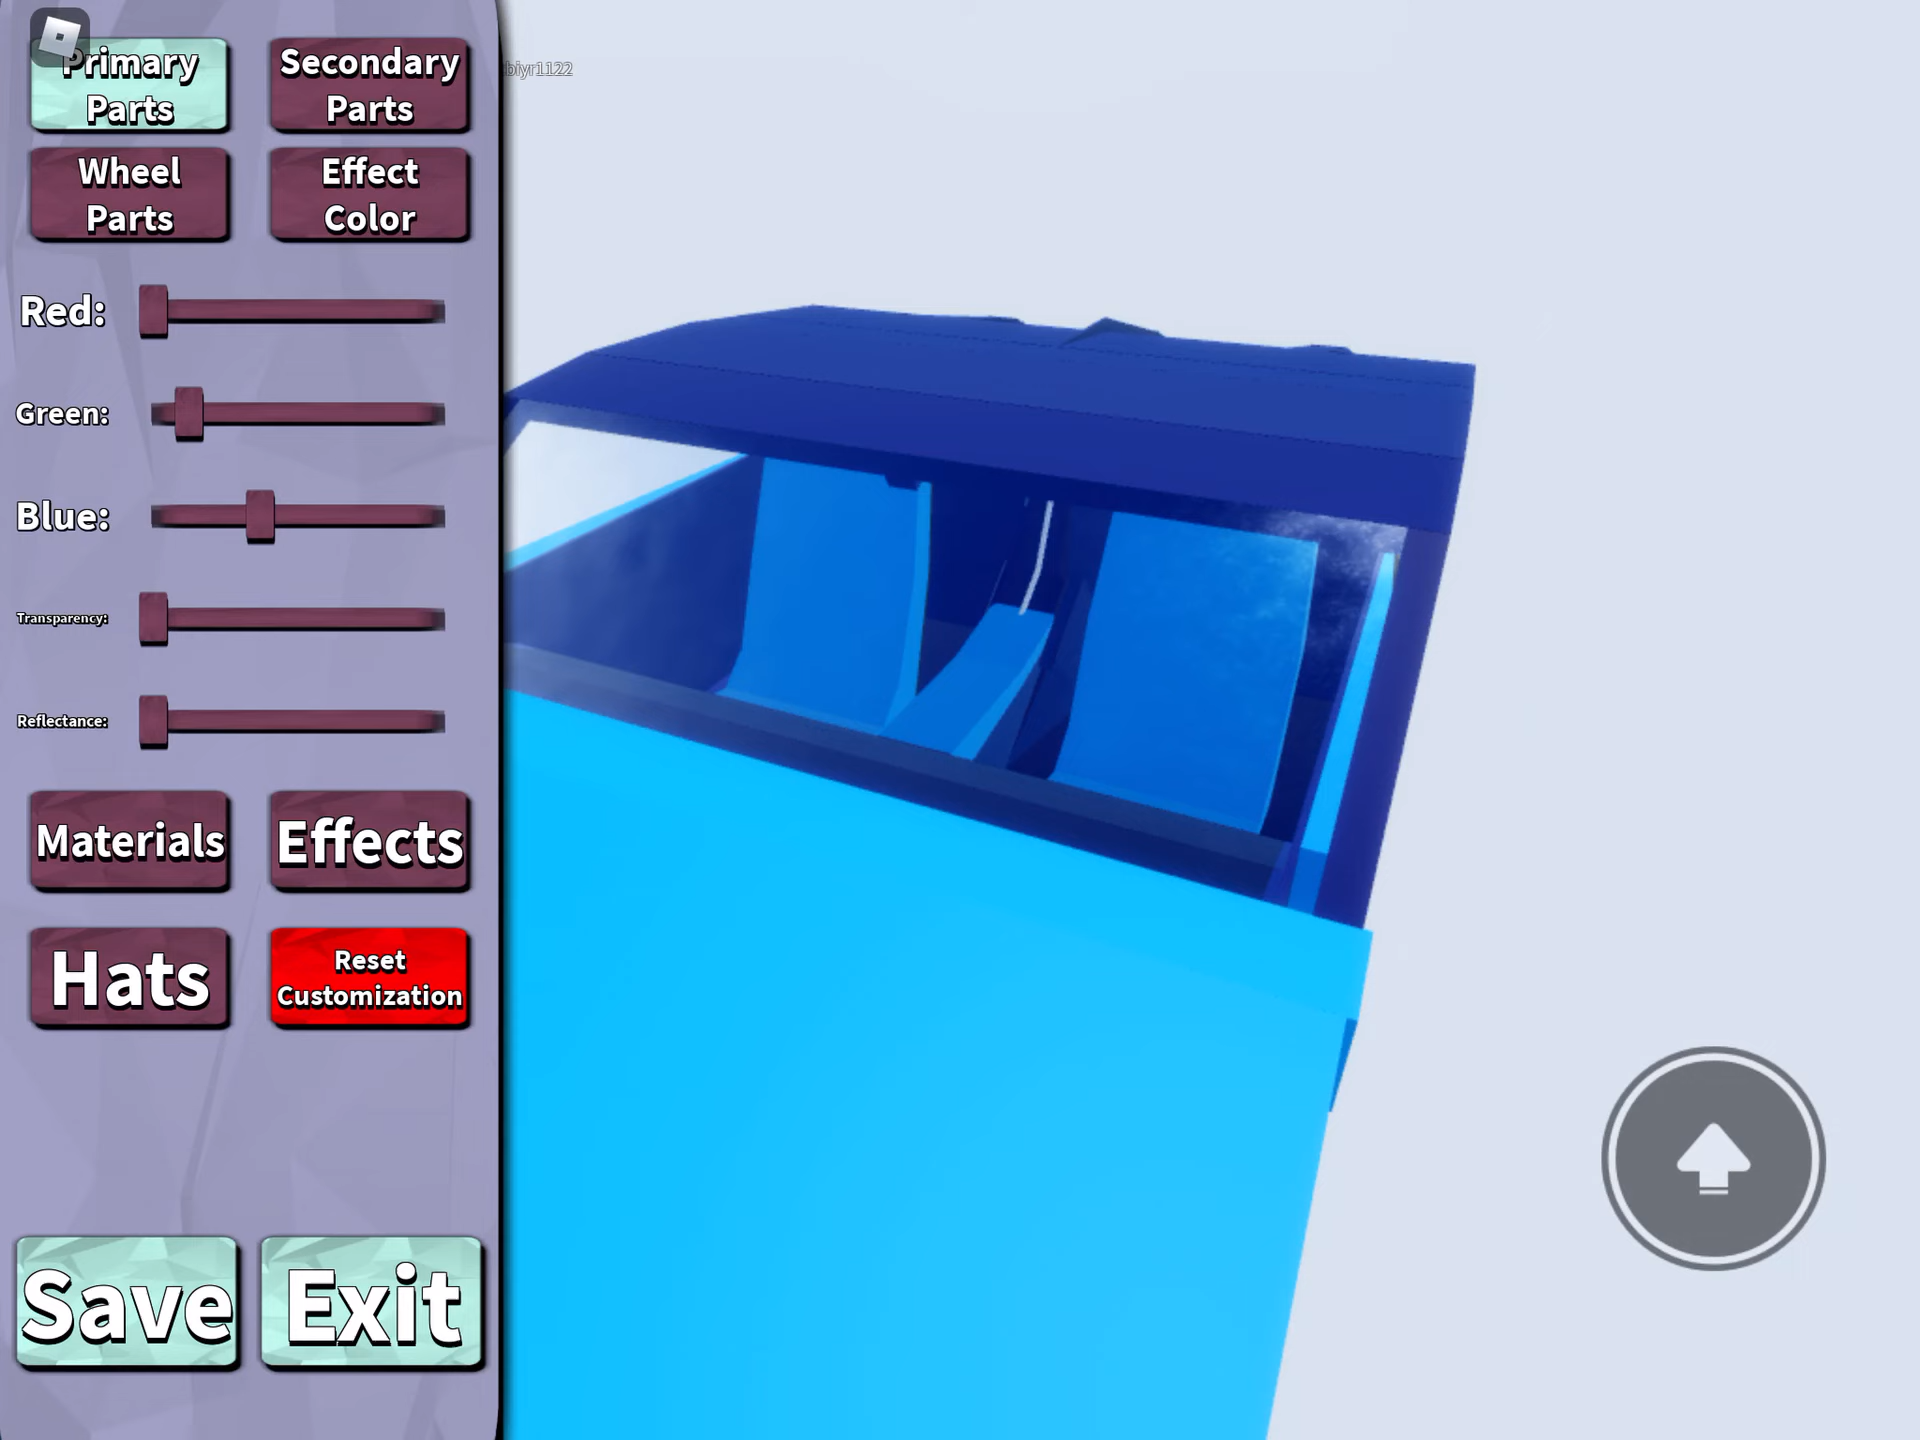 Primary
Parts
Secondary
Parts
Wheel
Parts
Effect
Color
Red:
Green:
Blue:
Transparency:
Reflectance:
Materials
Effects
Hats
Reset
Customization
Save
Exit
biyr1122